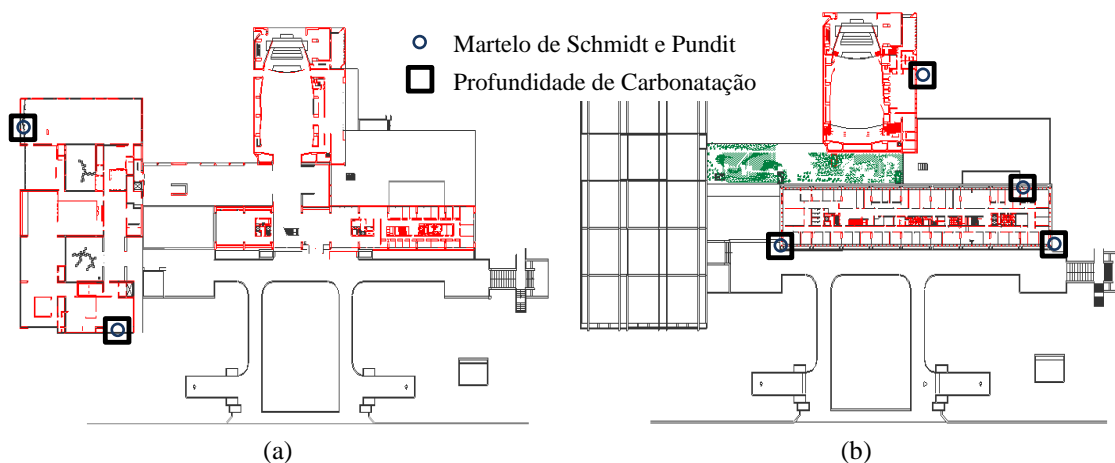 Martelo de Schmidt e Pundit
Profundidade de Carbonatação
(a)
(b)